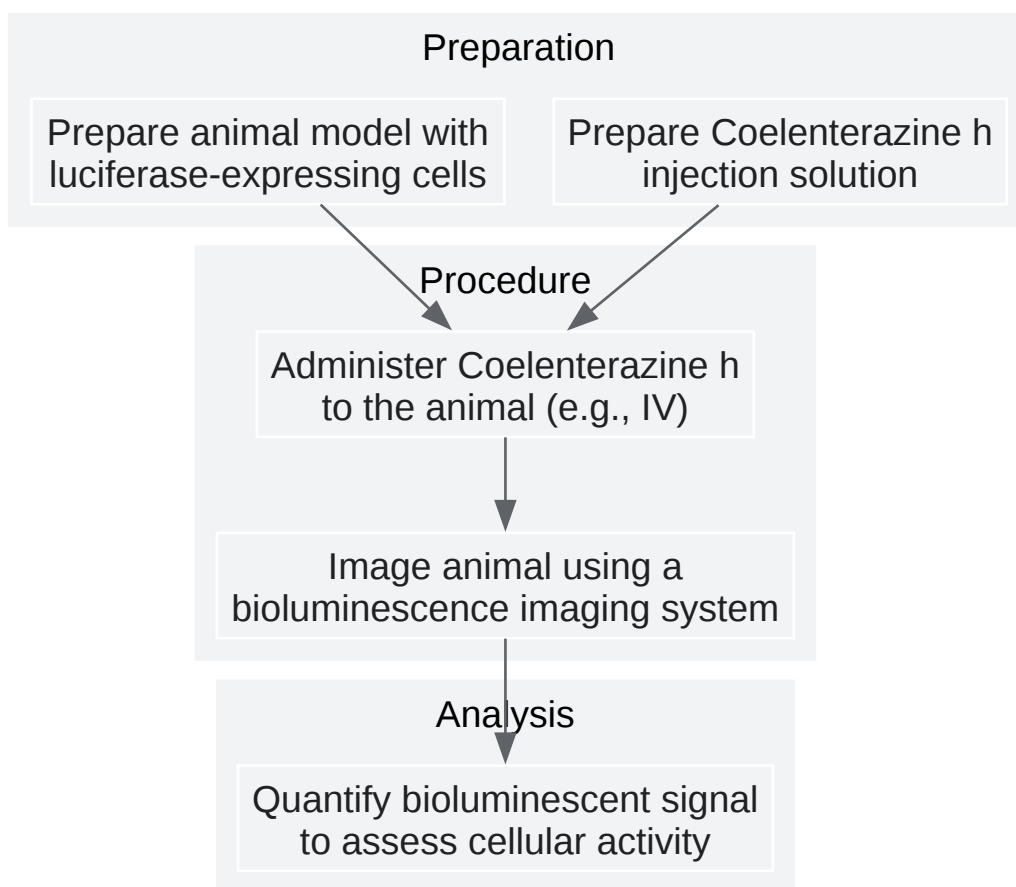 Preparation
Prepare animal model with
luciferase-expressing cells
Prepare Coelenterazine h
injection solution
Procedure
Administer Coelenterazine h
to the animal (e.g., IV)
Image animal using a
bioluminescence imaging system
Analysis
Quantify bioluminescent signal
to assess cellular activity